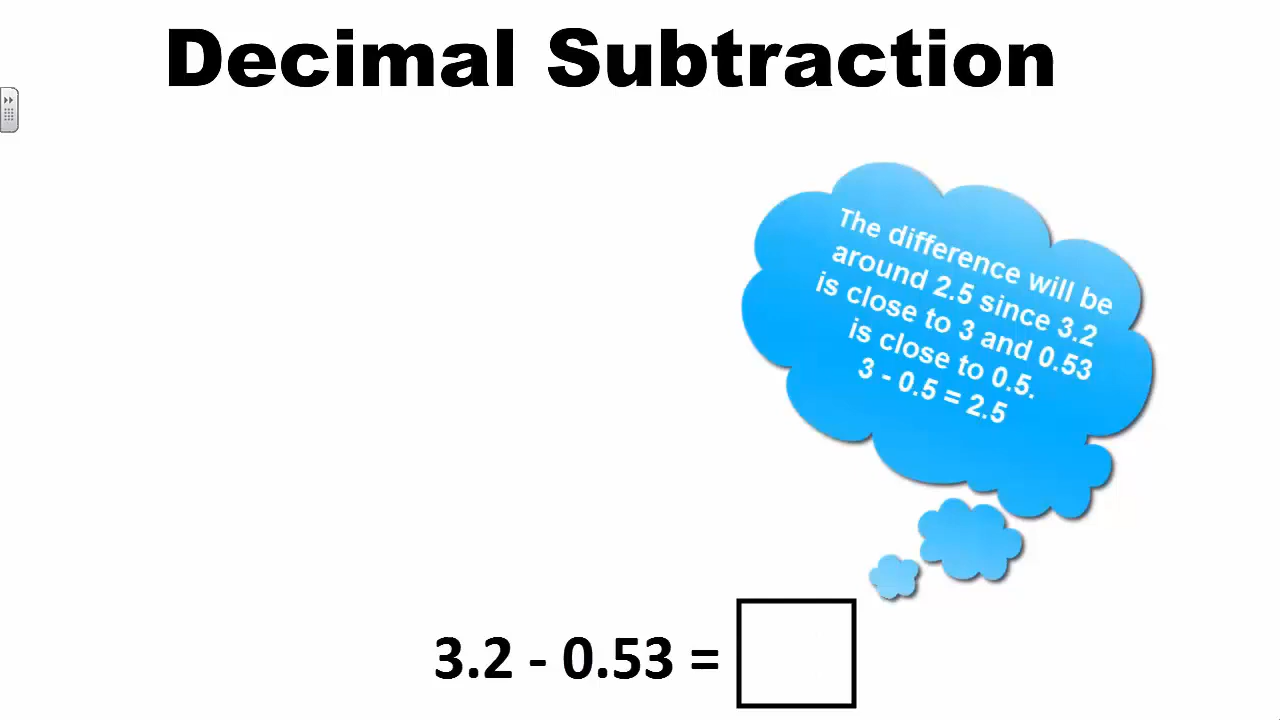 Decimal Subtraction
The difference will be
around 2.5 since 3.2
is close to 3 and 0.53
is close to 0.5.
3 - 0.5 = 2.5
3.2 - 0.53 =